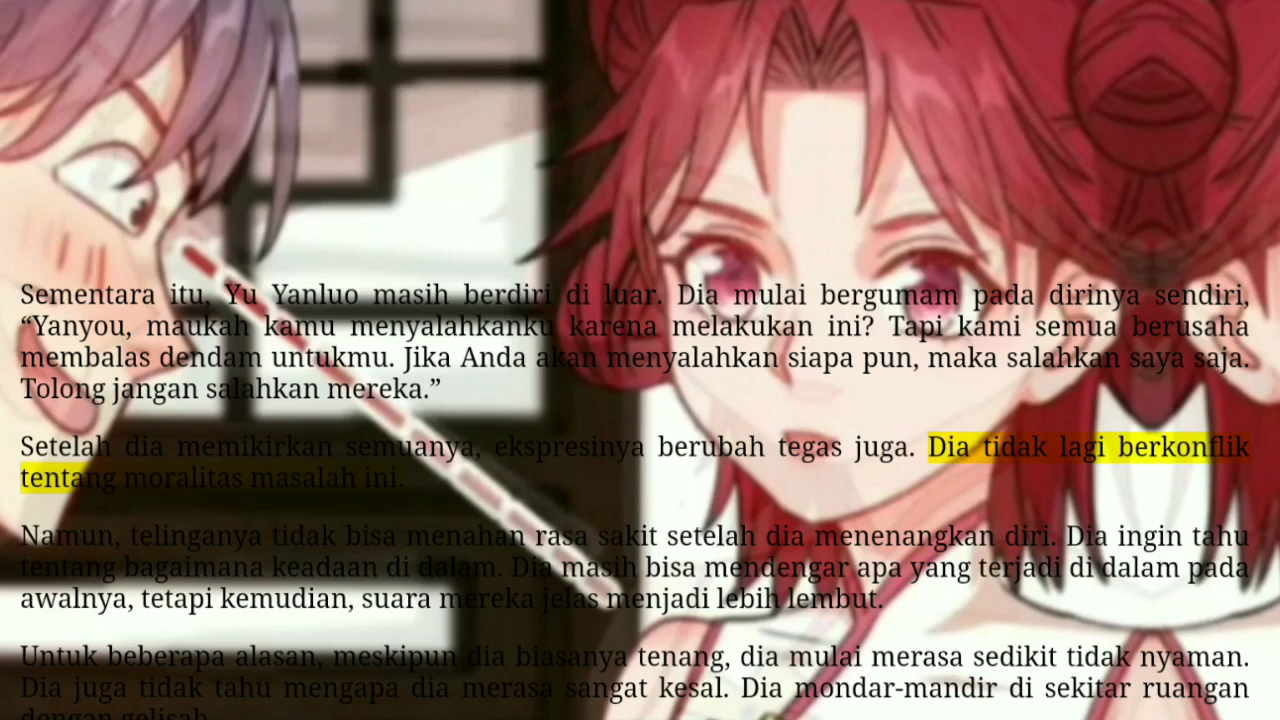 Sementara itu, Yu Yanluo masih berdiri di luar. Dia mulai bergumam pada dirinya sendiri,
“Yanyou, maukah kamu menyalahkanku karena melakukan ini? Tapi kami semua berusaha
membalas dendam untukmu. Jika Anda akan menyalahkan siapa pun, maka salahkan saya saja.
Tolong jangan salahkan mereka.”
Setelah dia memikirkan semuanya, ekspresinya berubah tegas juga. Dia tidak lagi berkonflik
tentang moralitas masalah ini.
Namun, telinganya tidak bisa menahan rasa sakit setelah dia menenangkan diri. Dia ingin tahu
tentang bagaimana keadaan di dalam. Dia masih bisa mendengar apa yang terjadi di dalam pada
awalnya, tetapi kemudian, suara mereka jelas menjadi lebih lembut.
Untuk beberapa alasan, meskipun dia biasanya tenang, dia mulai merasa sedikit tidak nyaman.
Dia juga tidak tahu mengapa dia merasa sangat kesal. Dia mondar-mandir di sekitar ruangan
dengan gelisah.